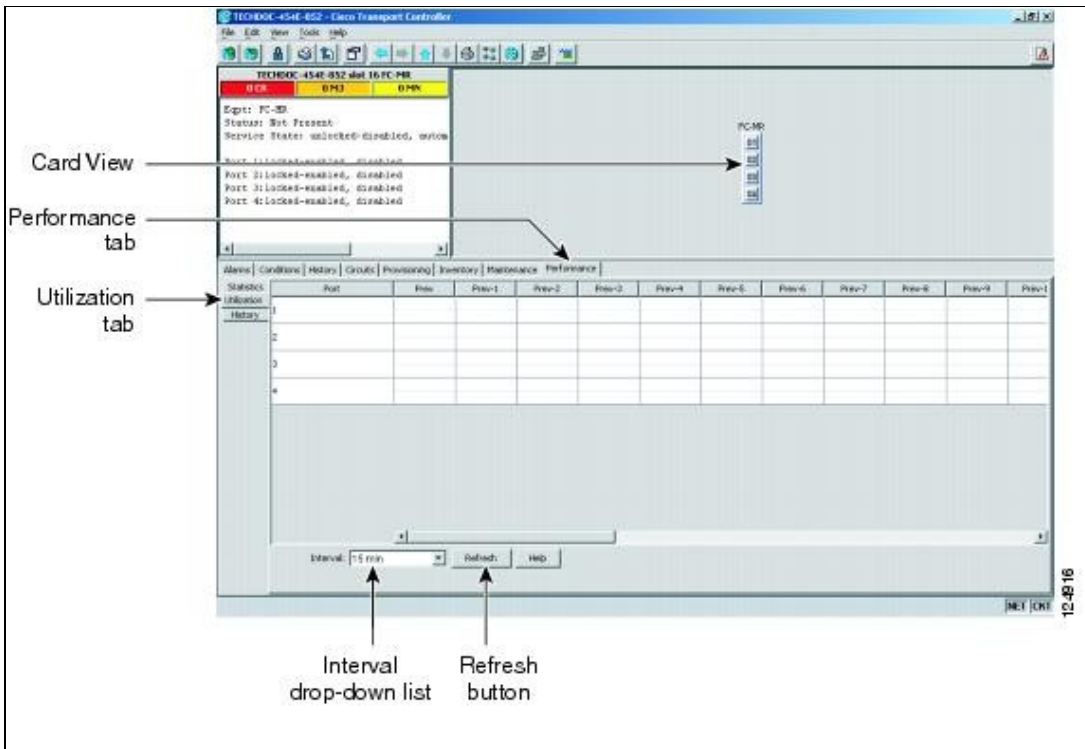 TECHDOC-454E-852 - Cisco Transport Controller
File Edit View Tools Help
TECHDOC-454E-852 slot 16 FC-MR
0 CR 0 MJ 0 MN
Eqpt: FC-MR
Status: Not Present
Service State: unlocked-disabled, autom
Port 1:Locked-enabled, disabled
Port 2:Locked-enabled, disabled
Port 3:Locked-enabled, disabled
Port 4:Locked-enabled, disabled
FC-MR
Card View
Performance
tab
Utilization
tab
Alarms Conditions History Circuits Provisioning Inventory Maintenance Performance
Statistics
Utilization
History
Port Prev Prev-1 Prev-2 Prev-3 Prev-4 Prev-5 Prev-6 Prev-7 Prev-8 Prev-9 Prev-1
1
2
3
4
Interval: 15 min Refresh Help
NET CKT
124916
Interval
drop-down list
Refresh
button